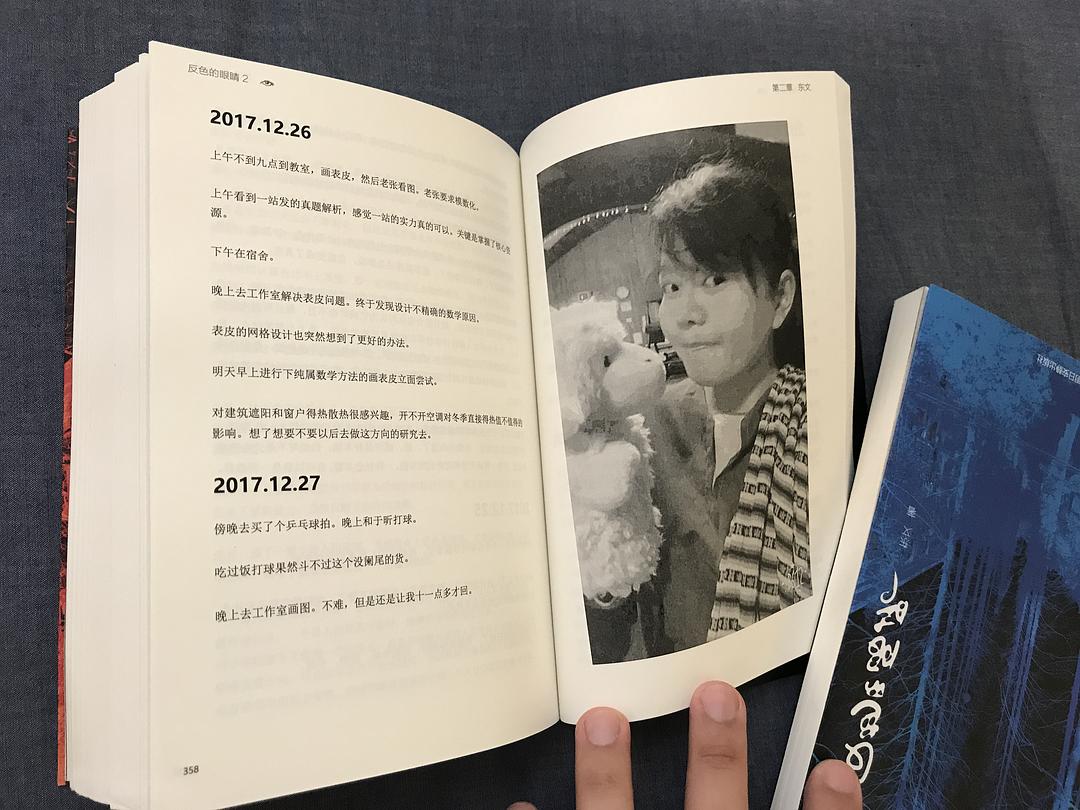 反色的眼睛 2
2017.12.26
上午不到九点到教室，画表皮，然后老张看图。老张要求模数化。
上午看到一站发的真题解析，感觉一站的实力真的可以。关键是掌握了核心资
源。
下午在宿舍。
晚上去工作室解决表皮问题。终于发现设计不精确的数学原因。
表皮的网格设计也突然想到了更好的办法。
明天早上进行下纯属数学方法的画表皮立面尝试。
对建筑遮阳和窗户得热散热很感兴趣，开不开空调对冬季直接得热值不值得的
影响。想了想要不要以后去做这方向的研究去。
2017.12.27
傍晚去买了个乒乓球拍。晚上和于昕打球。
吃过饭打球果然斗不过这个没阑尾的货。
晚上去工作室画图。不难，但是还是让我十一点多才回。
358
第二章 东文
东文 著